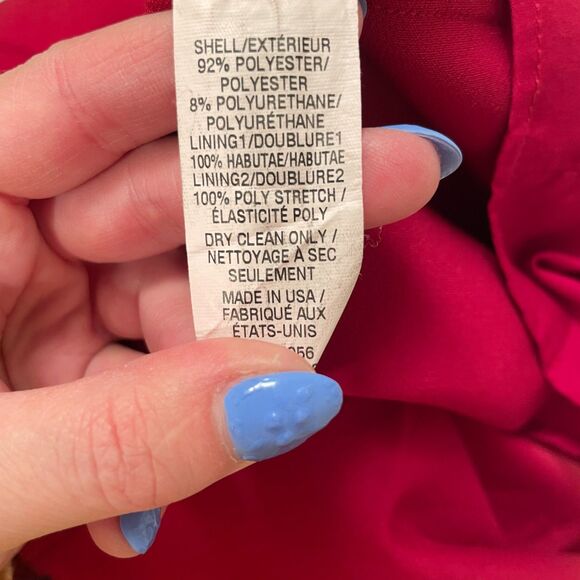 SHELL/EXTÉRIEUR
92% POLYESTER/
POLYESTER
8% POLYURETHANE/
POLYURÉTHANE
LINING1/DOUBLURE1
100% HABUTAE/HABUTAE
LINING2/DOUBLURE2
100% POLY STRETCH /
ÉLASTICITÉ POLY
DRY CLEAN ONLY /
NETTOYAGE À SEC
SEULEMENT
MADE IN USA /
FABRIQUÉ AUX
ÉTATS-UNIS